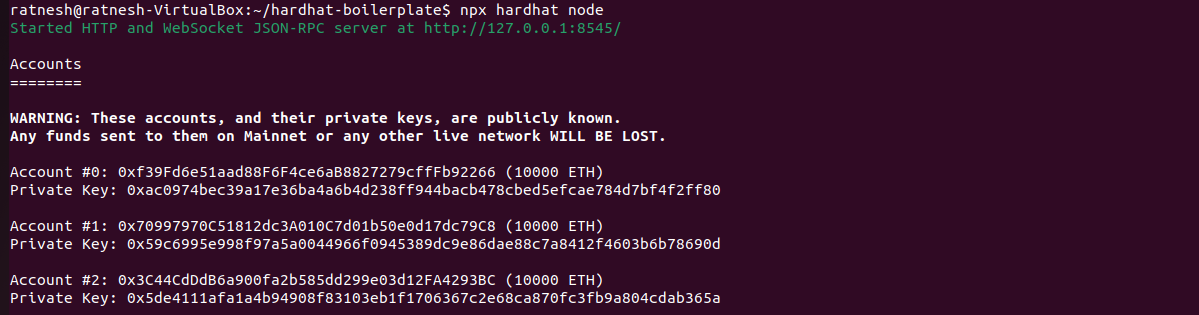 ratnesh@ratnesh-VirtualBox:~/hardhat-boilerplate$ npx hardhat node
Started HTTP and WebSocket JSON-RPC server at http://127.0.0.1:8545/
Accounts
========
WARNING: These accounts, and their private keys, are publicly known.
Any funds sent to them on Mainnet or any other live network WILL BE LOST.
Account #0: 0xf39Fd6e51aad88F6F4ce6aB8827279cffFb92266 (10000 ETH)
Private Key: 0xac0974bec39a17e36ba4a6b4d238ff944bacb478cbed5efcae784d7bf4f2ff80
Account #1: 0x70997970C51812dc3A010C7d01b50e0d17dc79C8 (10000 ETH)
Private Key: 0x59c6995e998f97a5a0044966f0945389dc9e86dae88c7a8412f4603b6b78690d
Account #2: 0x3C44CdDdB6a900fa2b585dd299e03d12FA4293BC (10000 ETH)
Private Key: 0x5de4111afa1a4b94908f83103eb1f1706367c2e68ca870fc3fb9a804cdab365a